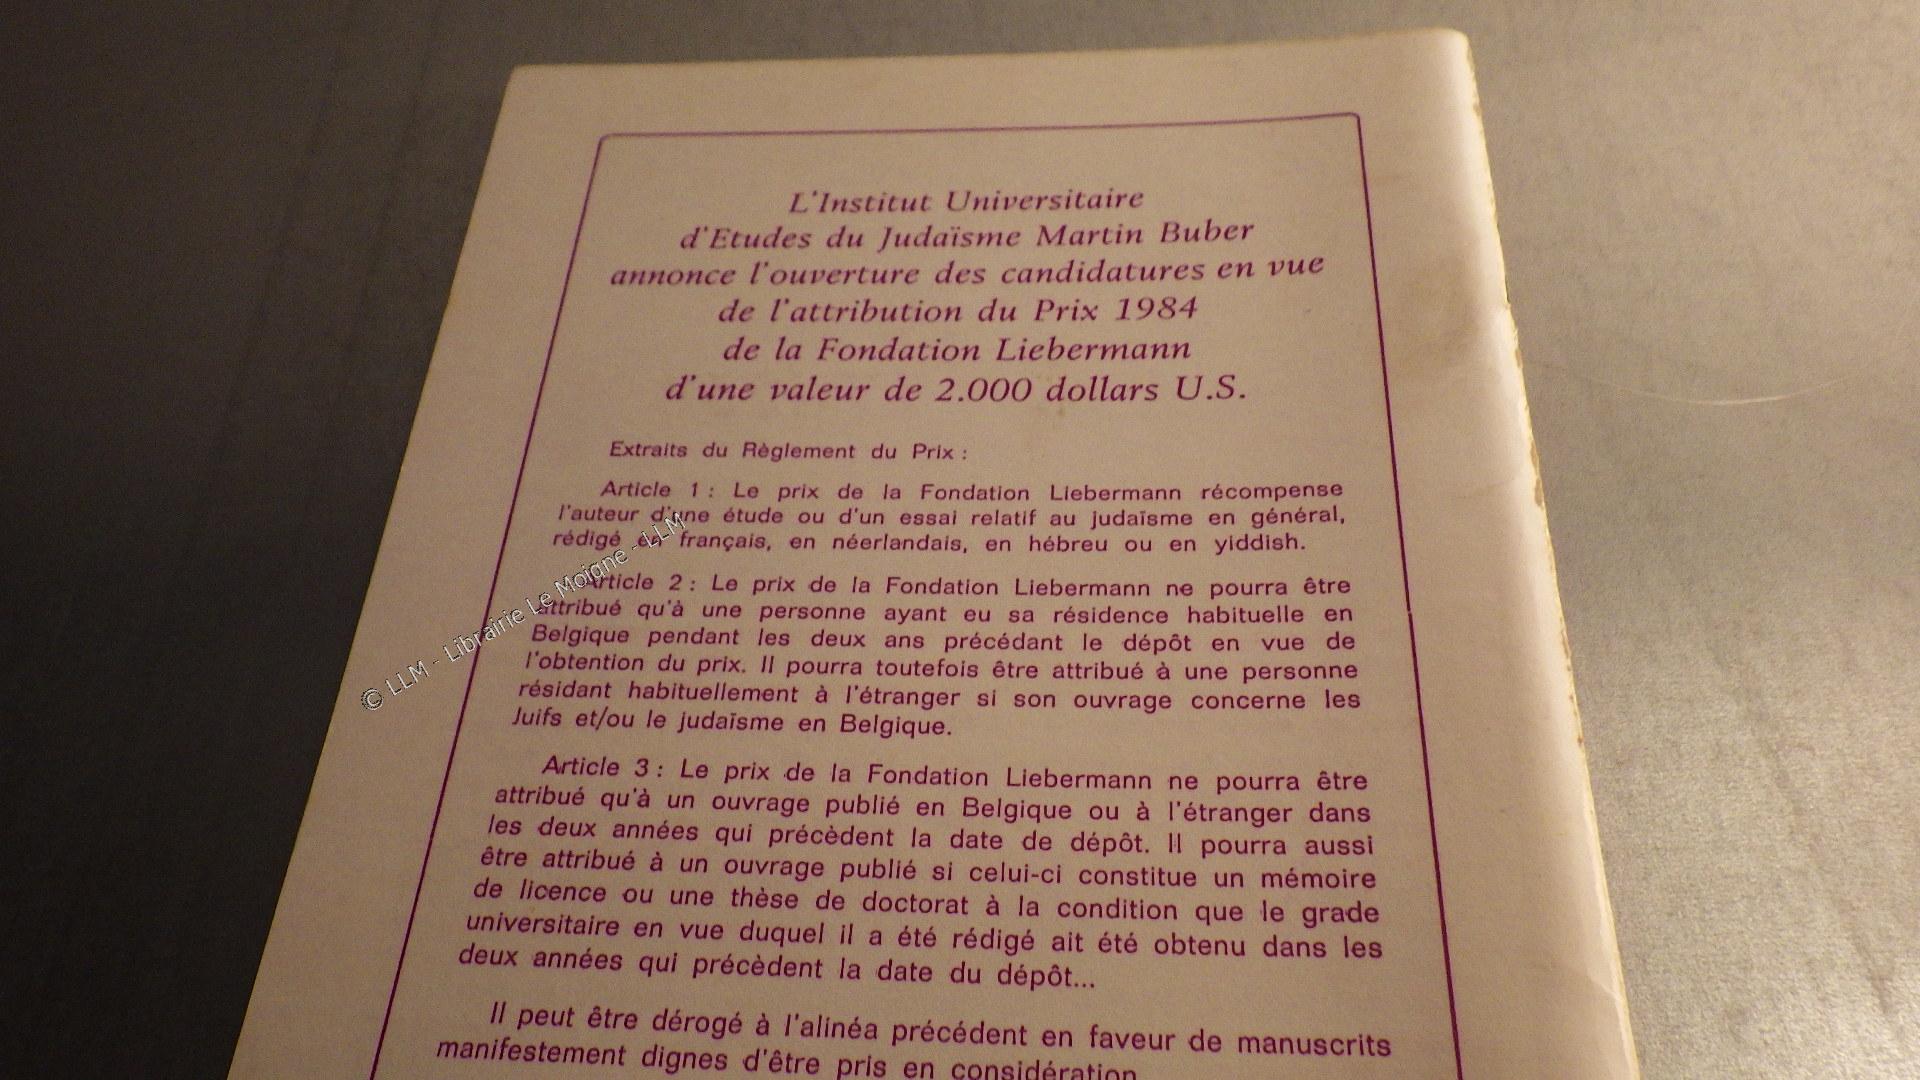 L'Institut Universitaire
d'Etudes du Judaïsme Martin Buber
annonce l'ouverture des candidatures en vue
de l'attribution du Prix 1984
de la Fondation Liebermann
d'une valeur de 2.000 dollars U.S.
Extraits du Règlement du Prix :
Article 1 : Le prix de la Fondation Liebermann récompense
l'auteur d'une étude ou d'un essai relatif au judaïsme en général,
rédigé en français, en néerlandais, en hébreu ou en yiddish.
Article 2 : Le prix de la Fondation Liebermann ne pourra être
attribué qu'à une personne ayant eu sa résidence habituelle en
Belgique pendant les deux ans précédant le dépôt en vue de
l'obtention du prix. Il pourra toutefois être attribué à une personne
résidant habituellement à l'étranger si son ouvrage concerne les
Juifs et/ou le judaïsme en Belgique.
Article 3 : Le prix de la Fondation Liebermann ne pourra être
attribué qu'à un ouvrage publié en Belgique ou à l'étranger dans
les deux années qui précèdent la date de dépôt. Il pourra aussi
être attribué à un ouvrage publié si celui-ci constitue un mémoire
de licence ou une thèse de doctorat à la condition que le grade
universitaire en vue duquel il a été rédigé ait été obtenu dans les
deux années qui précèdent la date du dépôt...
Il peut être dérogé à l'alinéa précédent en faveur de manuscrits
manifestement dignes d'être pris en considération
© LLM - Librairie Le Moigne - LLM